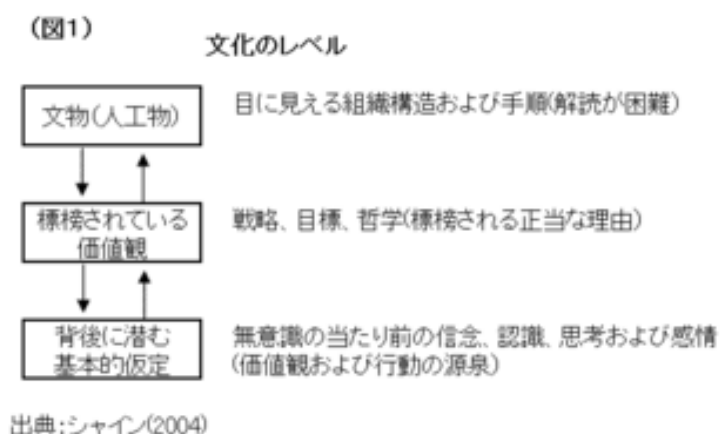 (図1)
文化のレベル
文物(人工物)
目に見える組織構造および手順(解読が困難)
標榜されている
価値観
戦略、目標、哲学(標榜される正当な理由)
背後に潜む
基本的仮定
無意識の当たり前の信念、認識、思考および感情
(価値観および行動の源泉)
出典:シャイン(2004)